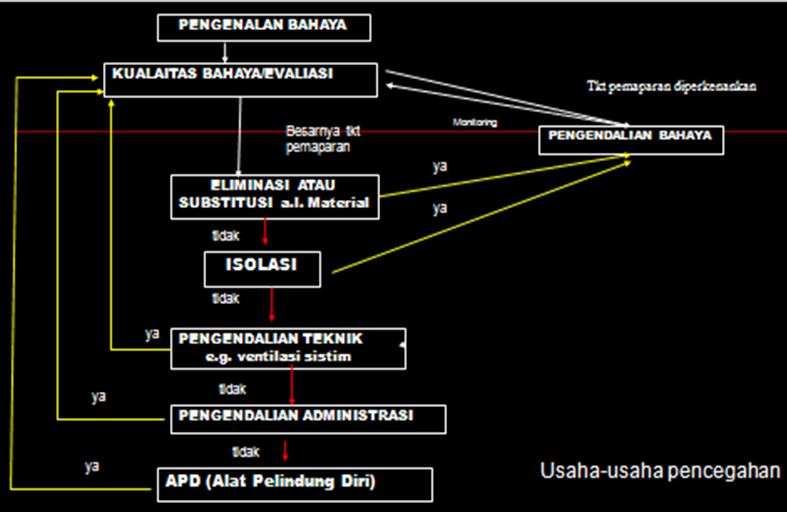 PENGENALAN BAHAYA
KUALAITAS BAHAYA/EVALIASI
Tkt pemaparan diperkenankan
Monitoring
PENGENDALIAN BAHAYA
Besarnya tkt
pemaparan
ya
ELIMINASI ATAU
SUBSTITUSI a.l. Material
ya
tidak
ISOLASI
tidak
ya
PENGENDALIAN TEKNIK
e.g. ventilasi sistim
tidak
ya
PENGENDALIAN ADMINISTRASI
tidak
ya
APD (Alat Pelindung Diri)
Usaha-usaha pencegahan